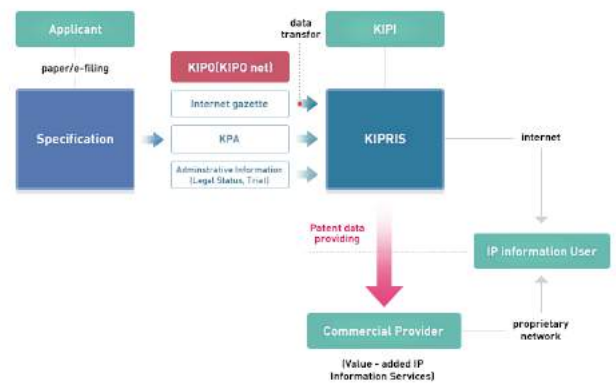 Applicant
data
transfer
KIPI
paper/e-filing
KIPO(KIPO net)
Internet gazette
Specification
KPA
KIPRIS
internet
Adminstrative Information
(Legal Status, Trial)
Patent data
providing
IP Information User
Commercial Provider
proprietary
network
(Value - added IP
Information Services)